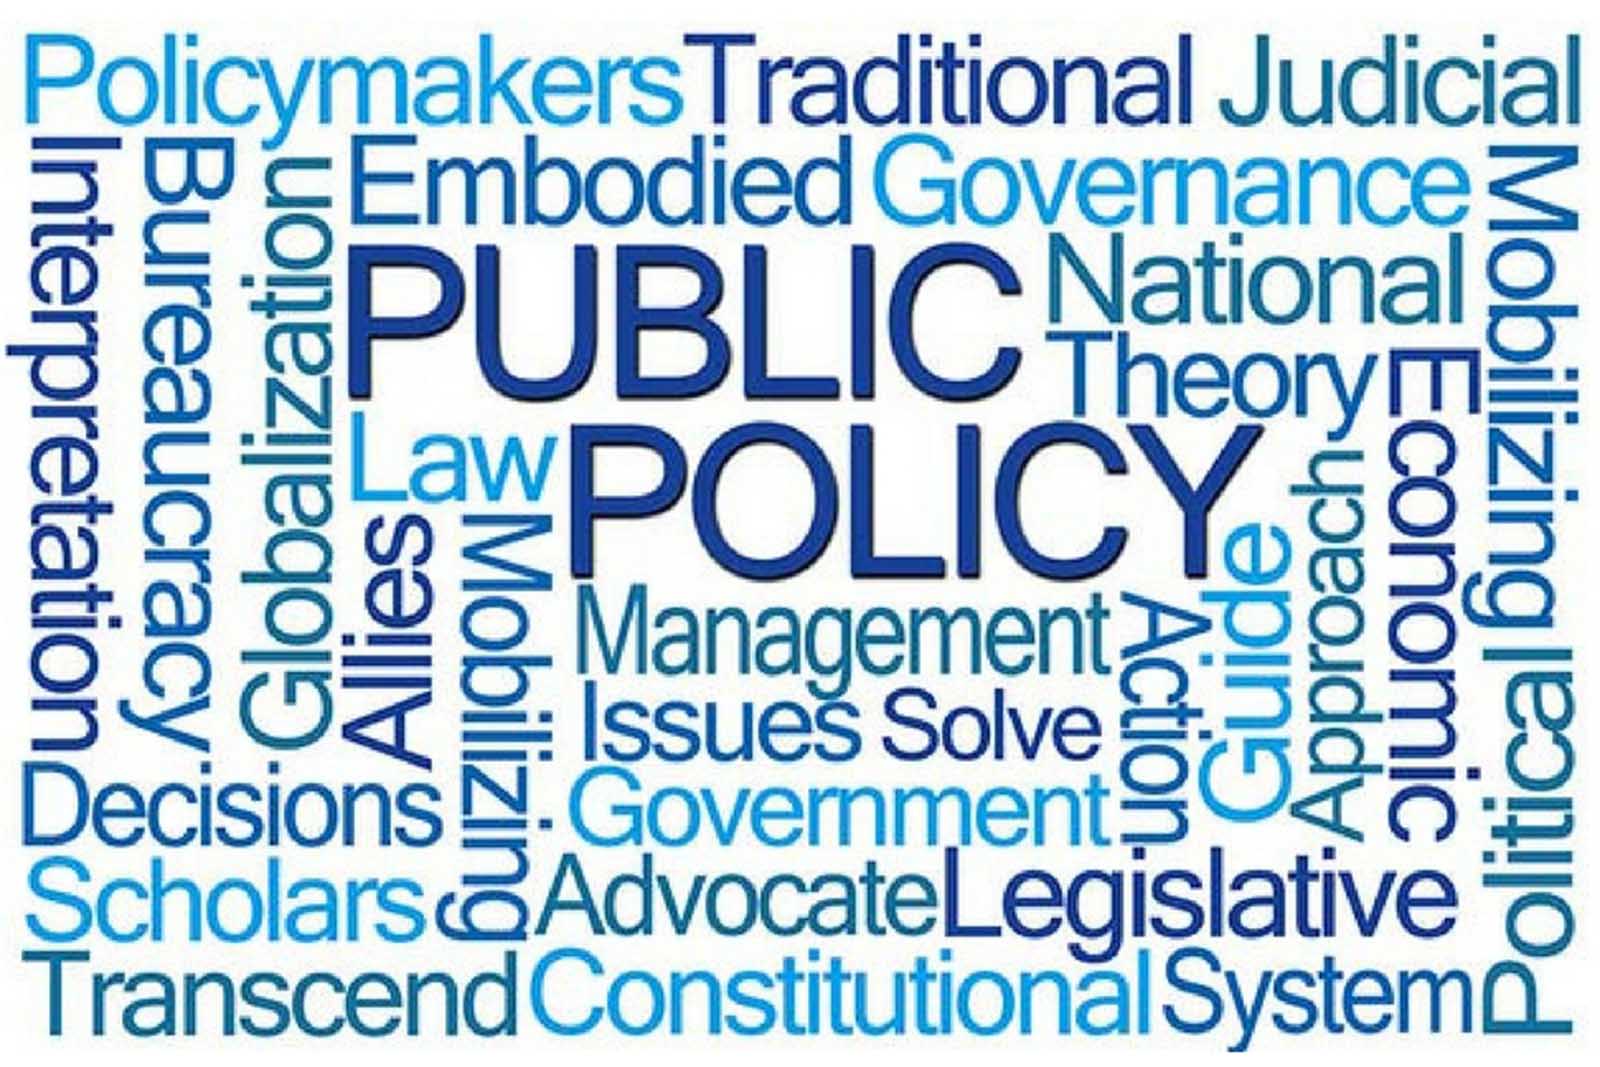 Policymakers Traditional Judicial
Interpretation
Bureaucracy
Globalization
Embodied Governance
Mobilizing
PUBLIC
National
Theory
Economic
Law
POLICY
Allies
Mobilizing
Management
Action
Guide
Approach
Issues Solve
Political
Decisions
Government
Scholars
Advocate Legislative
Transcend Constitutional System